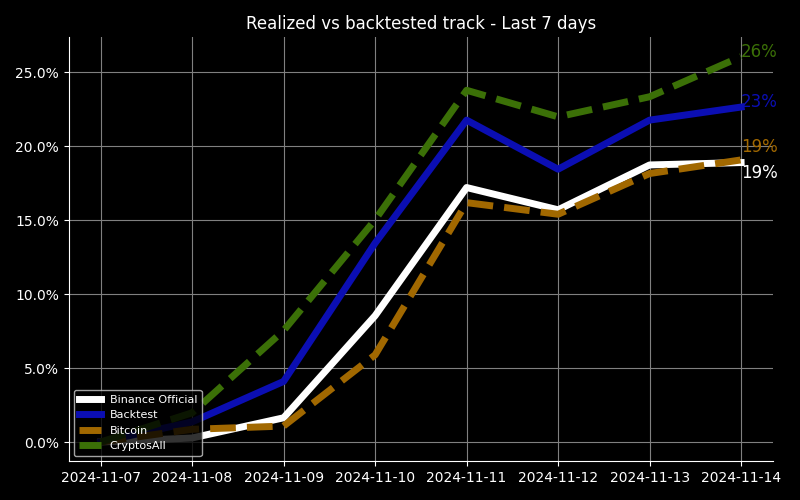 Realized vs backtested track - Last 7 days
26%
25.0%
23%
20.0%
19%
19%
15.0%
10.0%
5.0%
Binance Official
Backtest
Bitcoin
CryptosAll
0.0%
2024-11-07 2024-11-08 2024-11-09 2024-11-10 2024-11-11 2024-11-12 2024-11-13 2024-11-14